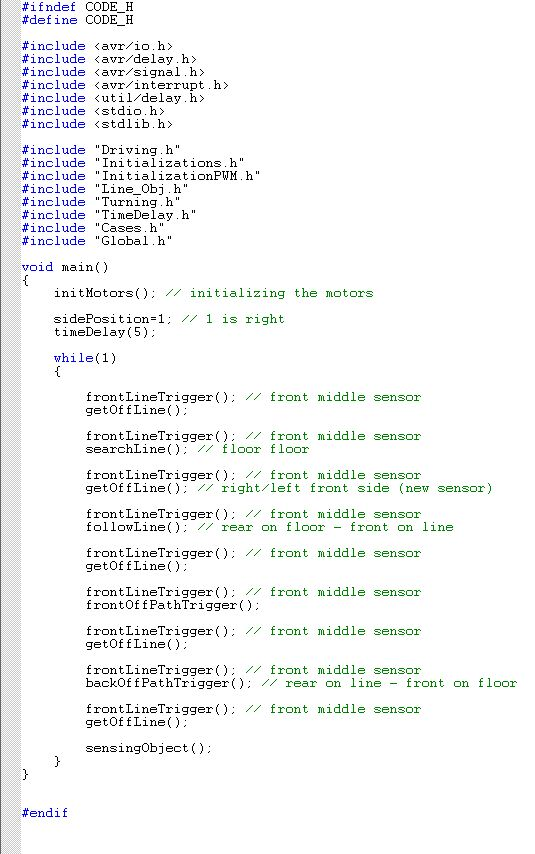 #ifndef CODE_H
#define CODE_H
#include <avr/io.h>
#include <avr/delay.h>
#include <avr/signal.h>
#include <avr/interrupt.h>
#include <util/delay.h>
#include <stdio.h>
#include <stdlib.h>
#include "Driving.h"
#include "Initializations.h"
#include "InitializationPWM.h"
#include "Line_Obj.h"
#include "Turning.h"
#include "TimeDelay.h"
#include "Cases.h"
#include "Global.h"
void main()
{
initMotors(); // initializing the motors
sidePosition=1; // 1 is right
timeDelay(5);
while(1)
{
frontLineTrigger(); // front middle sensor
getOffLine();
frontLineTrigger(); // front middle sensor
searchLine(); // floor floor
frontLineTrigger(); // front middle sensor
getOffLine(); // right/left front side (new sensor)
frontLineTrigger(); // front middle sensor
followLine(); // rear on floor - front on line
frontLineTrigger(); // front middle sensor
getOffLine();
frontLineTrigger(); // front middle sensor
frontOffPathTrigger();
frontLineTrigger(); // front middle sensor
getOffLine();
frontLineTrigger(); // front middle sensor
backOffPathTrigger(); // rear on line - front on floor
frontLineTrigger(); // front middle sensor
getOffLine();
sensingObject();
}
}
#endif